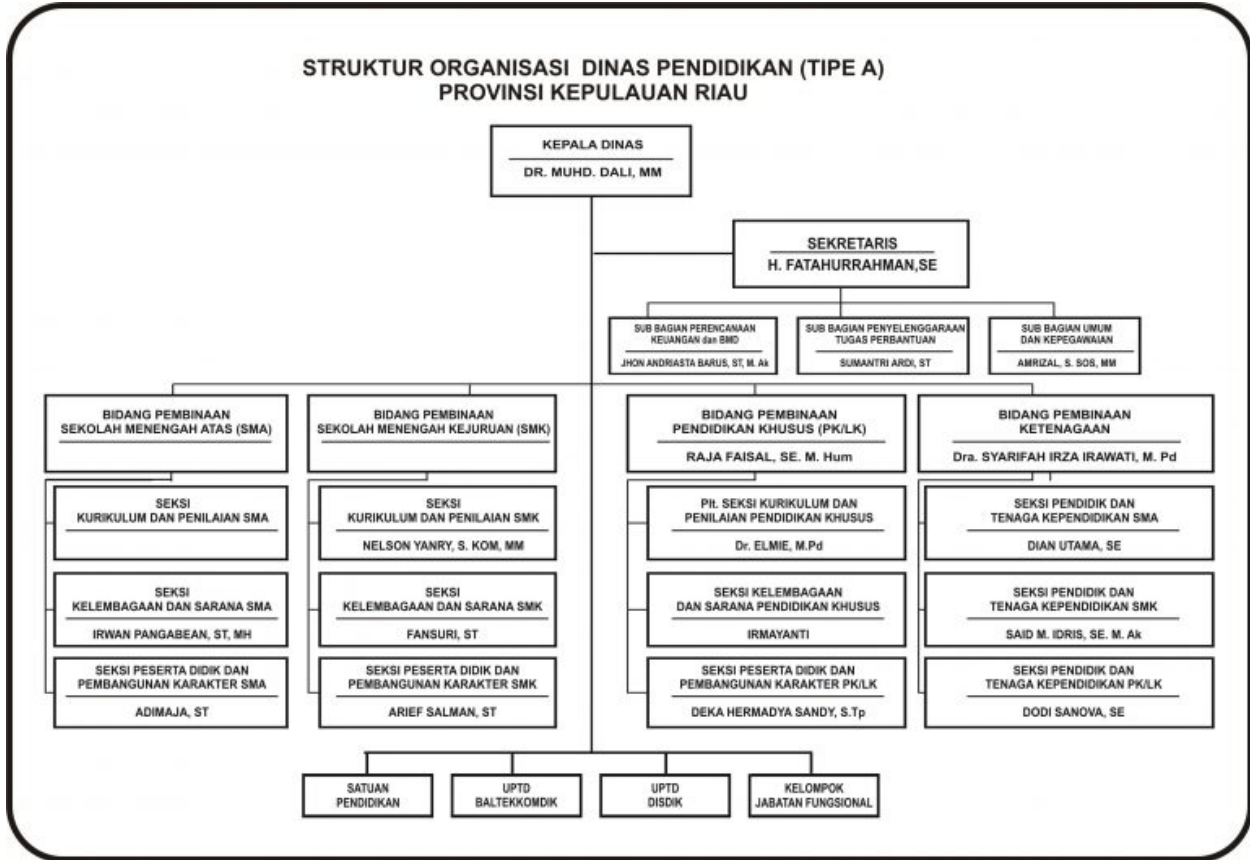 STRUKTUR ORGANISASI DINAS PENDIDIKAN (TIPE A)
PROVINSI KEPULAUAN RIAU
KEPALA DINAS
DR. MUHD. DALI, MM
SEKRETARIS
H. FATAHURRAHMAN,SE
SUB BAGIAN PERENCANAAN
KEUANGAN dan BMD
JHON ANDRIASTA BARUS, ST, M. Ak
SUB BAGIAN PENYELENGGARAAN
TUGAS PERBANTUAN
SUMANTRI ARDI, ST
SUB BAGIAN UMUM
DAN KEPEGAWAIAN
AMRIZAL, S. SOS, MM
BIDANG PEMBINAAN
SEKOLAH MENENGAH ATAS (SMA)
BIDANG PEMBINAAN
SEKOLAH MENENGAH KEJURUAN (SMK)
BIDANG PEMBINAAN
PENDIDIKAN KHUSUS (PK/LK)
RAJA FAISAL, SE. M. Hum
BIDANG PEMBINAAN
KETENAGAAN
Dra. SYARIFAH IRZA IRAWATI, M. Pd
SEKSI
KURIKULUM DAN PENILAIAN SMA
SEKSI
KURIKULUM DAN PENILAIAN SMK
NELSON YANRY, S. KOM, MM
Plt. SEKSI KURIKULUM DAN
PENILAIAN PENDIDIKAN KHUSUS
Dr. ELMIE, M.Pd
SEKSI PENDIDIK DAN
TENAGA KEPENDIDIKAN SMA
DIAN UTAMA, SE
SEKSI
KELEMBAGAAN DAN SARANA SMA
IRWAN PANGABEAN, ST, MH
SEKSI
KELEMBAGAAN DAN SARANA SMK
FANSURI, ST
SEKSI KELEMBAGAAN
DAN SARANA PENDIDIKAN KHUSUS
IRMAYANTI
SEKSI PENDIDIK DAN
TENAGA KEPENDIDIKAN SMK
SAID M. IDRIS, SE. M. Ak
SEKSI PESERTA DIDIK DAN
PEMBANGUNAN KARAKTER SMA
ADIMAJA, ST
SEKSI PESERTA DIDIK DAN
PEMBANGUNAN KARAKTER SMK
ARIEF SALMAN, ST
SEKSI PESERTA DIDIK DAN
PEMBANGUNAN KARAKTER PK/LK
DEKA HERMADYA SANDY, S.Tp
SEKSI PENDIDIK DAN
TENAGA KEPENDIDIKAN PK/LK
DODI SANOVA, SE
SATUAN
PENDIDIKAN
UPTD
BALTEKKOMDIK
UPTD
DISDIK
KELOMPOK
JABATAN FUNGSIONAL